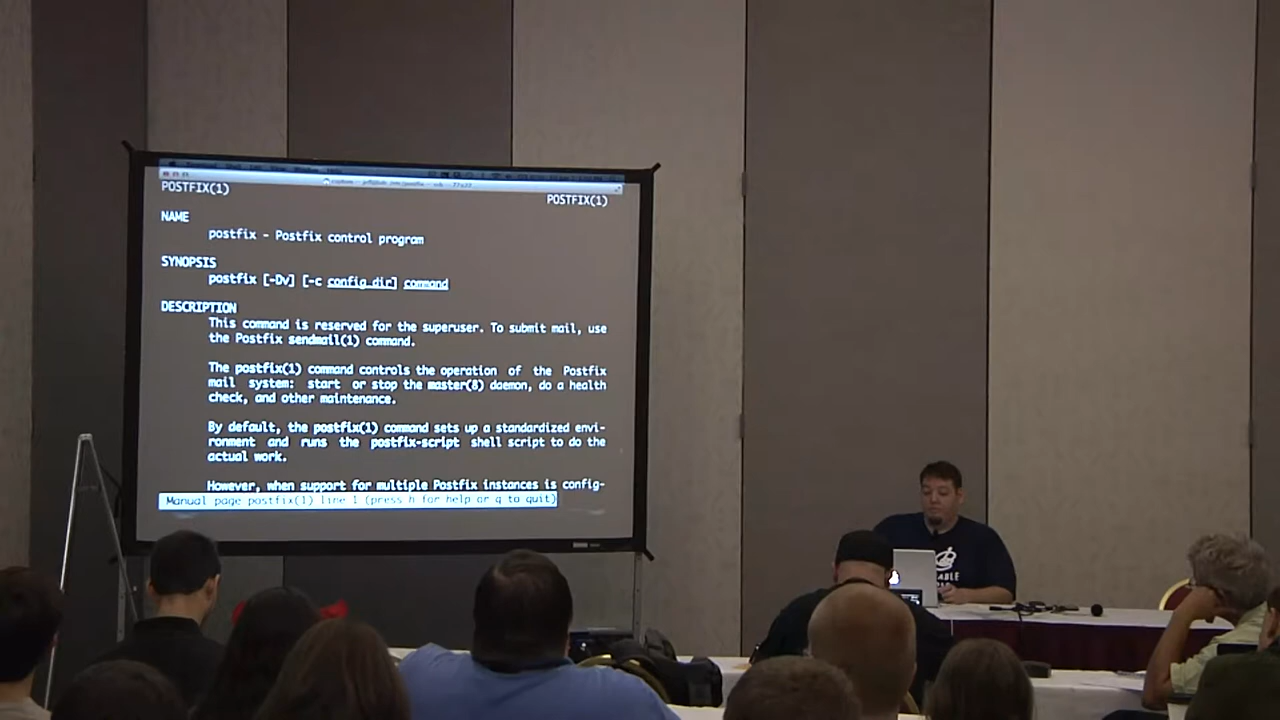 POSTFIX(1) POSTFIX(1)
NAME
postfix - Postfix control program
SYNOPSIS
postfix [-Dv] [-c config_dir] command
DESCRIPTION
This command is reserved for the superuser. To submit mail, use
the Postfix sendmail(1) command.
The postfix(1) command controls the operation of the Postfix
mail system: start or stop the master(8) daemon, do a health
check, and other maintenance.
By default, the postfix(1) command sets up a standardized envi-
ronment and runs the postfix-script shell script to do the
actual work.
However, when support for multiple Postfix instances is config-
Manual page postfix(1) line 1 (press h for help or q to quit)